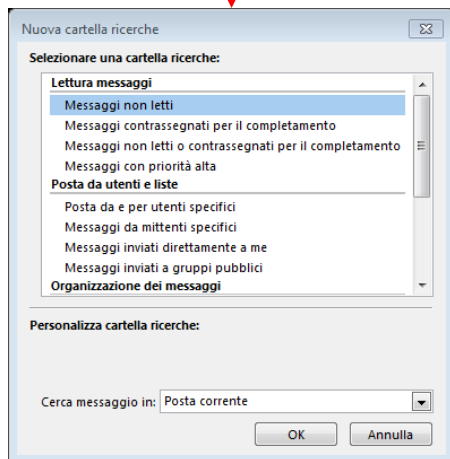 Nuova cartella ricerche
Selezionare una cartella ricerche:
Lettura messaggi
Messaggi non letti
Messaggi contrassegnati per il completamento
Messaggi non letti o contrassegnati per il completamento
Messaggi con priorità alta
Posta da utenti e liste
Posta da e per utenti specifici
Messaggi da mittenti specifici
Messaggi inviati direttamente a me
Messaggi inviati a gruppi pubblici
Organizzazione dei messaggi
Personalizza cartella ricerche:
Cerca messaggio in: Posta corrente
OK Annulla